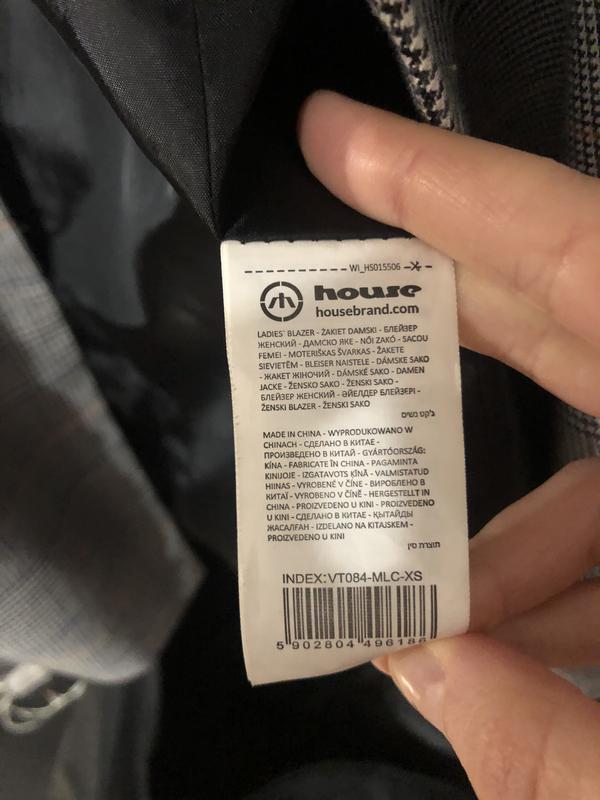 WI_HS015506
house
housebrand.com
LADIES` BLAZER - ŻAKIET DAMSKI - БЛЕЙЗЕР
ЖЕНСКИЙ - ДАМСКО ЯКЕ - NŐI ZAKÓ - SACOU
FEMEI - MOTERIŠKAS ŠVARKAS - ŽAKETE
SIEVIETĒM - BLEISER NAISTELE - DÁMSKE SAKO
- ЖАКЕТ ЖІНОЧИЙ - DÁMSKÉ SAKO - DAMEN
JACKE - ŽENSKO SAKO - ŽENSKI SAKO -
БЛЕЙЗЕР ЖЕНСКИЙ - ӘЙЕЛДЕР БЛЕЙЗЕРІ -
ŽENSKI BLAZER - ŽENSKI SAKO
ג'קט נשים
MADE IN CHINA - WYPRODUKOWANO W
CHINACH - СДЕЛАНО В КИТАЕ -
ПРОИЗВЕДЕНО В КИТАЙ - GYÁRTÓORSZÁG:
KÍNA - FABRICATE ÎN CHINA - PAGAMINTA
KINIJOJE - IZGATAVOTS ĶĪNĀ - VALMISTATUD
HIINAS - VYROBENÉ V ČÍNE - ВИРОБЛЕНО В
КИТАЇ - VYROBENO V ČÍNĚ - HERGESTELLT IN
CHINA - PROIZVEDENO U KINI - PROIZVEDENO
U KINI - СДЕЛАНО В КИТАЕ - ҚЫТАЙДЫ
ЖАСАЛҒАН - IZDELANO NA KITAJSKEM -
PROIZVEDENO U KINI
תוצרת סין
INDEX:VT084-MLC-XS
5 902804 496186